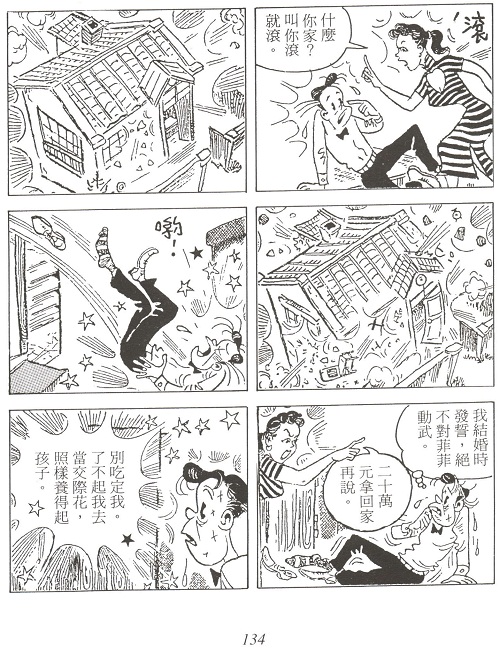 滾!
什麼
你家?
叫你滾
就滾。
喲!
我結婚時
發誓,絕
不對菲菲
動武。
二十萬
元拿回家
再說。
別吃定我。
了不起我去
當交際花,
照樣養得起
孩子。
134